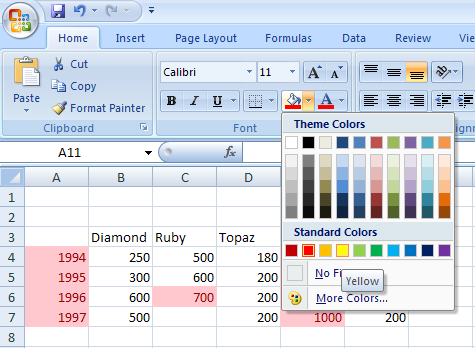 Home Insert Page Layout Formulas Data Review Vie
Cut
Copy
Format Painter
Paste
Clipboard
Calibri 11 A A
B I U A
Font
Theme Colors
Standard Colors
No Fi
Yellow
More Colors...
A11 fx
A B C D
1
2
3 Diamond Ruby Topaz
4 1994 250 500 180
5 1995 300 600 200
6 1996 600 700 200
7 1997 500 200 1000 200
8